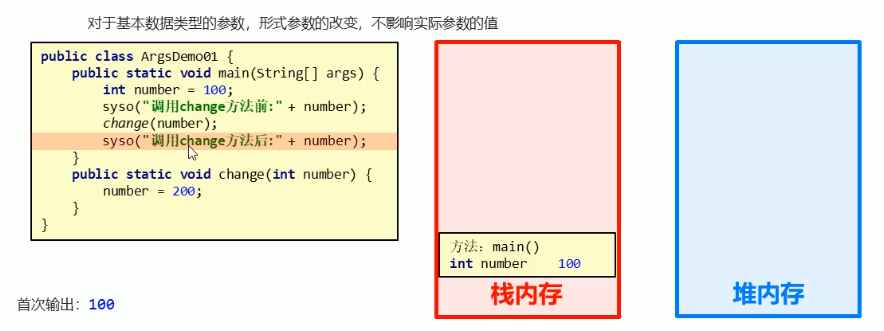 对于基本数据类型的参数，形式参数的改变，不影响实际参数的值
public class ArgsDemo01 {
    public static void main(String[] args) {
        int number = 100;
        syso("调用change方法前:" + number);
        change(number);
        syso("调用change方法后:" + number);
    }
    public static void change(int number) {
        number = 200;
    }
}
首次输出：100
方法：main()
int number    100
栈内存
堆内存